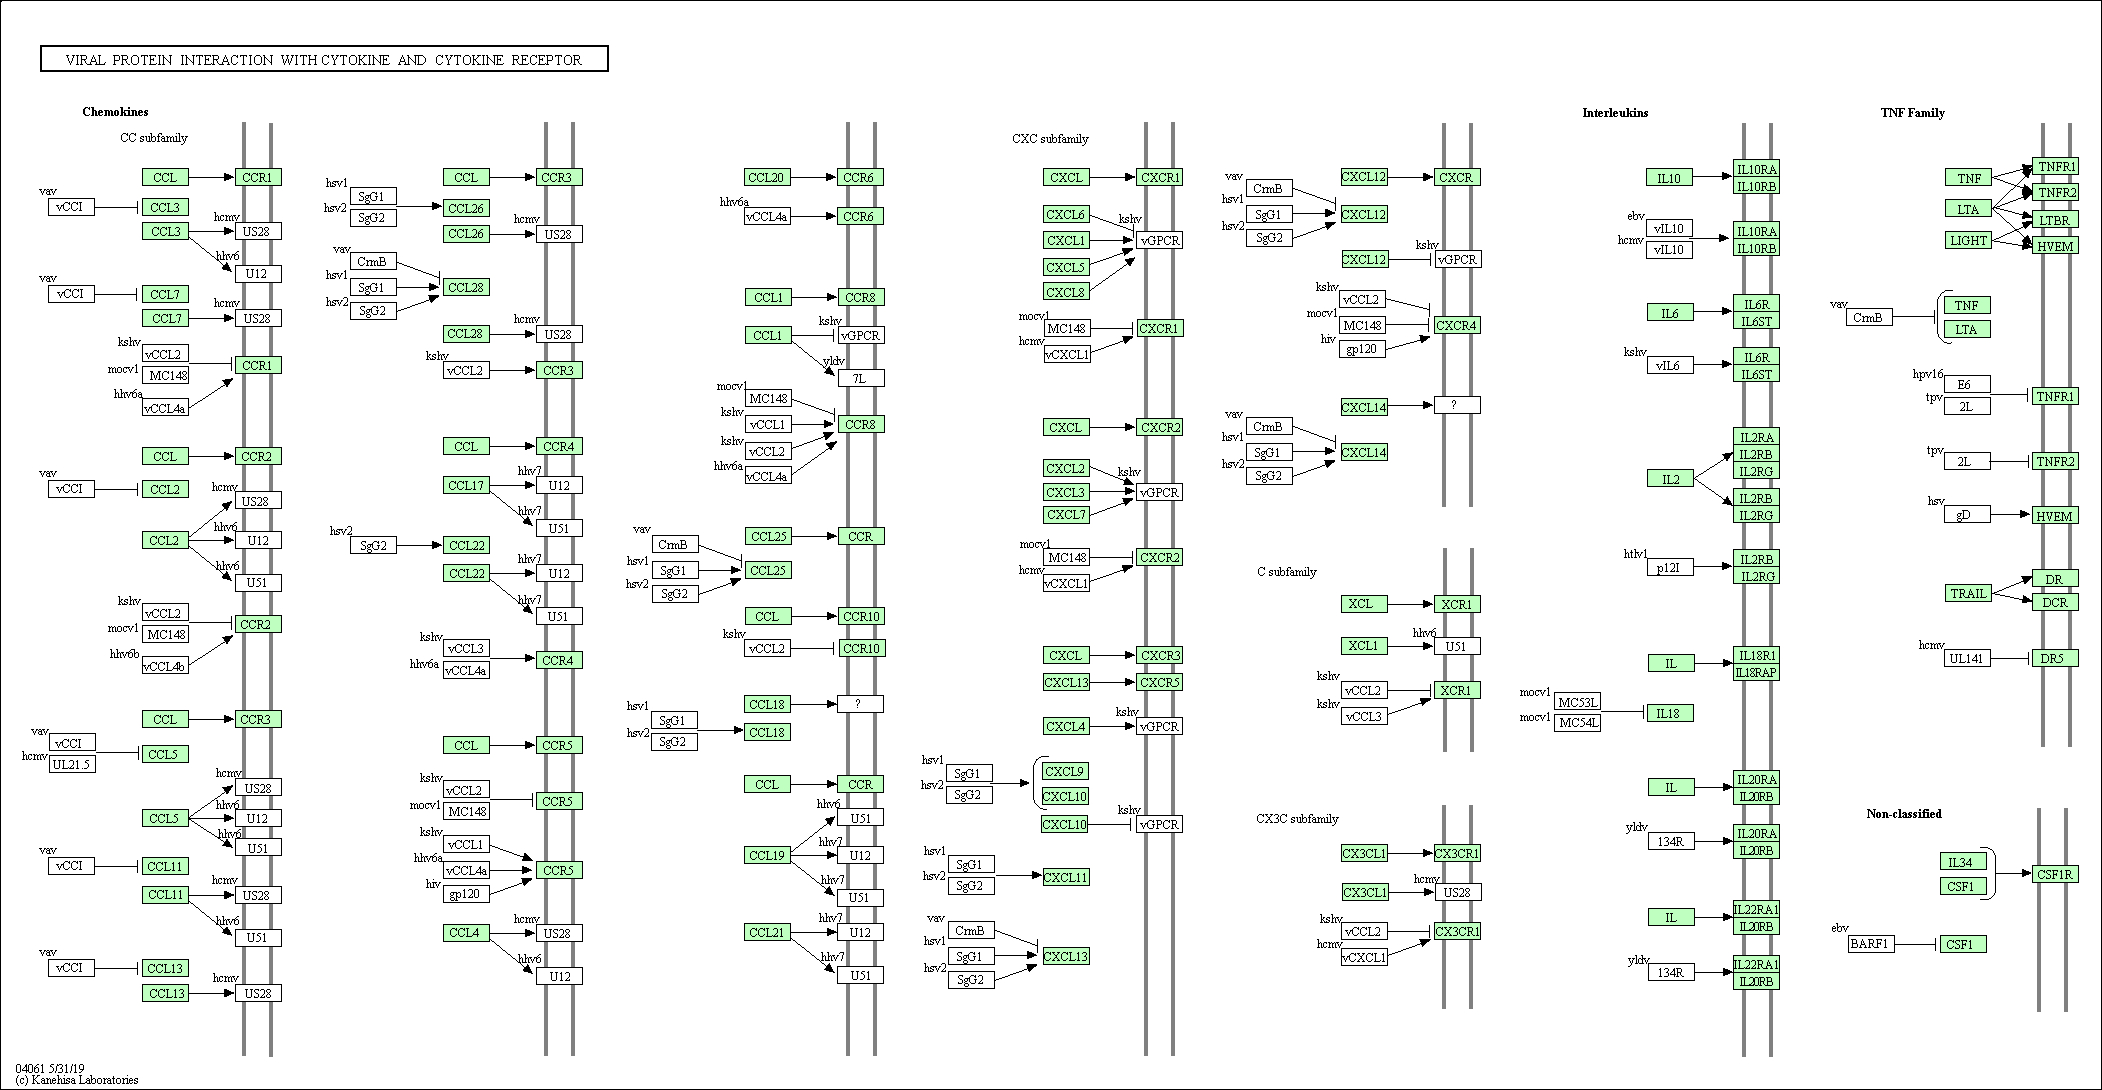 VIRAL PROTEIN INTERACTION WITH CYTOKINE AND CYTOKINE RECEPTOR
Chemokines
CC subfamily
CCL
CCR1
vav
vCCI
CCL3
CCL3
hcmv
US28
hhv6
U12
vav
vCCI
CCL7
CCL7
hcmv
US28
kshv
vCCL2
mocv1
MC148
hhv6a
vCCL4a
CCR1
CCL
CCR2
vav
vCCI
CCL2
CCL2
hcmv
US28
hhv6
U12
hhv6
U51
kshv
vCCL2
mocv1
MC148
hhv6b
vCCL4b
CCR2
CCL
CCR3
vav
vCCI
hcmv
UL21.5
CCL5
CCL5
hcmv
US28
hhv6
U12
hhv6
U51
vav
vCCI
CCL11
CCL11
hcmv
US28
hhv6
U51
vav
vCCI
CCL13
CCL13
hcmv
US28
CCL
CCR3
hsv1
SgG1
hsv2
SgG2
CCL26
CCL26
hcmv
US28
vav
CrmB
hsv1
SgG1
hsv2
SgG2
CCL28
CCL28
hcmv
US28
kshv
vCCL2
CCR3
CCL
CCR4
CCL17
hhv7
U12
hhv7
U51
hsv2
SgG2
CCL22
CCL22
hhv7
U12
hhv7
U51
kshv
vCCL3
hhv6a
vCCL4a
CCR4
CCL
CCR5
kshv
vCCL2
mocv1
MC148
CCR5
kshv
vCCL1
hhv6a
vCCL4a
hiv
gp120
CCR5
CCL4
hcmv
US28
hhv6
U12
CCL20
CCR6
hhv6a
vCCL4a
CCR6
CCL1
CCR8
CCL1
kshv
vGPCR
yldv
7L
mocv1
MC148
kshv
vCCL1
kshv
vCCL2
hhv6a
vCCL4a
CCR8
CCL25
CCR
vav
CrmB
hsv1
SgG1
hsv2
SgG2
CCL25
CCL
CCR10
kshv
vCCL2
CCR10
CCL18
?
hsv1
SgG1
hsv2
SgG2
CCL18
CCL
CCR
CCL19
hhv6
U51
hhv7
U12
hhv7
U51
CCL21
hhv7
U12
hhv7
U51
CXC subfamily
CXCL
CXCR1
CXCL6
CXCL1
CXCL5
CXCL8
kshv
vGPCR
mocv1
MC148
hcmv
vCXCL1
CXCR1
CXCL
CXCR2
CXCL2
CXCL3
CXCL7
kshv
vGPCR
mocv1
MC148
hcmv
vCXCL1
CXCR2
CXCL
CXCR3
CXCL13
CXCR5
CXCL4
kshv
vGPCR
hsv1
SgG1
hsv2
SgG2
CXCL9
CXCL10
CXCL10
kshv
vGPCR
hsv1
SgG1
hsv2
SgG2
CXCL11
vav
CrmB
hsv1
SgG1
hsv2
SgG2
CXCL13
CXCL12
CXCR
vav
CrmB
hsv1
SgG1
hsv2
SgG2
CXCL12
CXCL12
kshv
vGPCR
kshv
vCCL2
mocv1
MC148
hiv
gp120
CXCR4
CXCL14
?
vav
CrmB
hsv1
SgG1
hsv2
SgG2
CXCL14
C subfamily
XCL
XCR1
XCL1
hhv6
U51
kshv
vCCL2
kshv
vCCL3
XCR1
CX3C subfamily
CX3CL1
CX3CR1
CX3CL1
hcmv
US28
kshv
vCCL2
hcmv
vCXCL1
CX3CR1
Interleukins
IL10
IL10RA
IL10RB
ebv
vIL10
hcmv
vIL10
IL10RA
IL10RB
IL6
IL6R
IL6ST
kshv
vIL6
IL6R
IL6ST
IL2
IL2RA
IL2RB
IL2RG
IL2RB
IL2RG
htlv1
p12I
IL2RB
IL2RG
IL
IL18R1
IL18RAP
mocv1
MC53L
mocv1
MC54L
IL18
IL
IL20RA
IL20RB
yldv
134R
IL20RA
IL20RB
IL
IL22RA1
IL20RB
yldv
134R
IL22RA1
IL20RB
TNF Family
TNF
LTA
LIGHT
TNFR1
TNFR2
LTBR
HVEM
vav
CrmB
TNF
LTA
hpv16
E6
tpv
2L
TNFR1
tpv
2L
TNFR2
hsv
gD
HVEM
TRAIL
DR
DCR
hcmv
UL141
DR5
Non-classified
IL34
CSF1
CSF1R
ebv
BARF1
CSF1
04061 5/31/19
(c) Kanehisa Laboratories